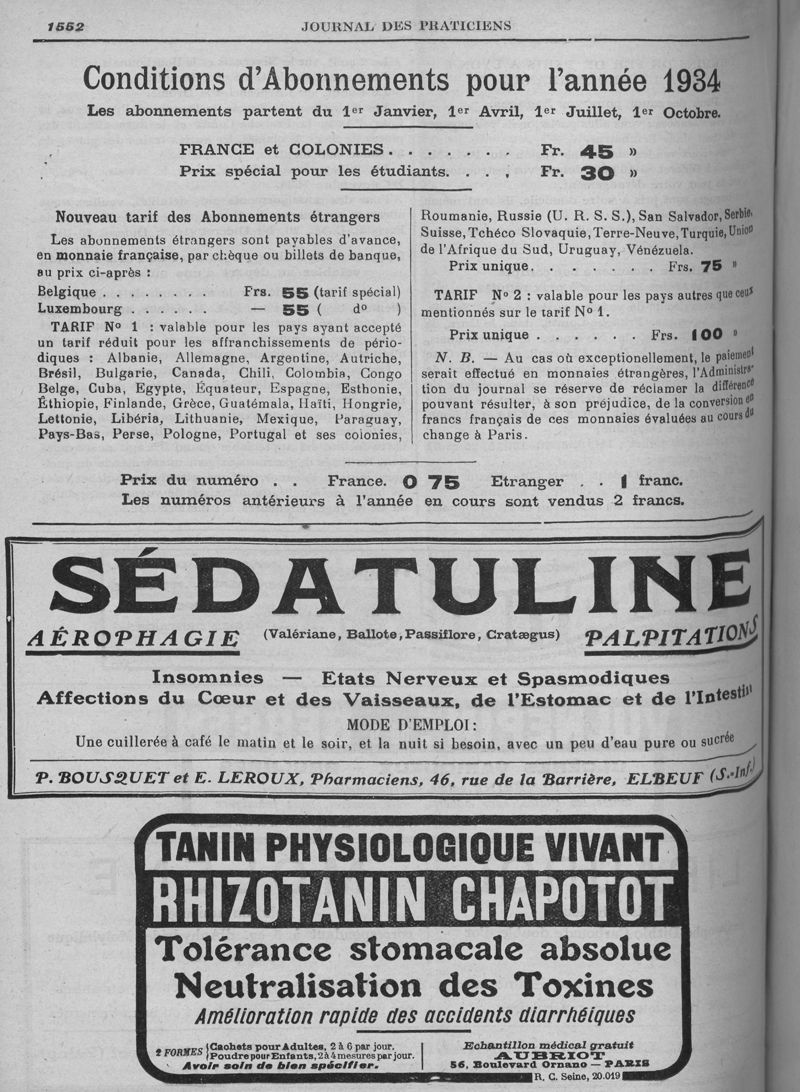 1552
JOURNAL DES PRATICIENS
Conditions d'Abonnements pour l'année 1934
Les abonnements partent du 1er Janvier, 1er Avril, 1er Juillet, 1er Octobre.
FRANCE et COLONIES . . . . . . . Fr. 45 »
Prix spécial pour les étudiants. . . . Fr. 30 »
Nouveau tarif des Abonnements étrangers
Les abonnements étrangers sont payables d'avance,
en monnaie française, par chèque ou billets de banque,
au prix ci-après :
Belgique . . . . . . . . Frs. 55 (tarif spécial)
Luxembourg . . . . . . — 55 ( do )
TARIF No 1 : valable pour les pays ayant accepté
un tarif réduit pour les affranchissements de pério-
diques : Albanie, Allemagne, Argentine, Autriche,
Brésil, Bulgarie, Canada, Chili, Colombia, Congo
Belge, Cuba, Egypte, Équateur, Espagne, Esthonie,
Éthiopie, Finlande, Grèce, Guatémala, Haïti, Hongrie,
Lettonie, Libéria, Lithuanie, Mexique, Paraguay,
Pays-Bas, Perse, Pologne, Portugal et ses colonies,
Roumanie, Russie (U. R. S. S.), San Salvador, Serbie,
Suisse, Tchéco Slovaquie, Terre-Neuve, Turquie, Union
de l'Afrique du Sud, Uruguay, Vénézuela.
Prix unique. . . . . . . . Frs. 75 »
TARIF No 2 : valable pour les pays autres que ceux
mentionnés sur le tarif No 1.
Prix unique . . . . . . Frs. 100 »
N. B. — Au cas où exceptionellement, le paiement
serait effectué en monnaies étrangères, l'Administra-
tion du journal se réserve de réclamer la différence
pouvant résulter, à son préjudice, de la conversion en
francs français de ces monnaies évaluées au cours du
change à Paris.
Prix du numéro . . France. 0 75 Etranger . . 1 franc.
Les numéros antérieurs à l'année en cours sont vendus 2 francs.
SÉDATULINE
AÉROPHAGIE (Valériane, Ballote, Passiflore, Cratægus) PALPITATIONS
Insomnies — Etats Nerveux et Spasmodiques
Affections du Cœur et des Vaisseaux, de l'Estomac et de l'Intestin
MODE D'EMPLOI :
Une cuillerée à café le matin et le soir, et la nuit si besoin, avec un peu d'eau pure ou sucrée
P. BOUSQUET et E. LEROUX, Pharmaciens, 46, rue de la Barrière, ELBEUF (S.-Inf.)
TANIN PHYSIOLOGIQUE VIVANT
RHIZOTANIN CHAPOTOT
Tolérance stomacale absolue
Neutralisation des Toxines
Amélioration rapide des accidents diarrhéiques
2 FORMES
Cachets pour Adultes, 2 à 6 par jour.
Poudre pour Enfants, 2 à 4 mesures par jour.
Avoir soin de bien spécifier.
Echantillon médical gratuit
AUBRIOT
56, Boulevard Ornano — PARIS
R. C. Seine, 20.019